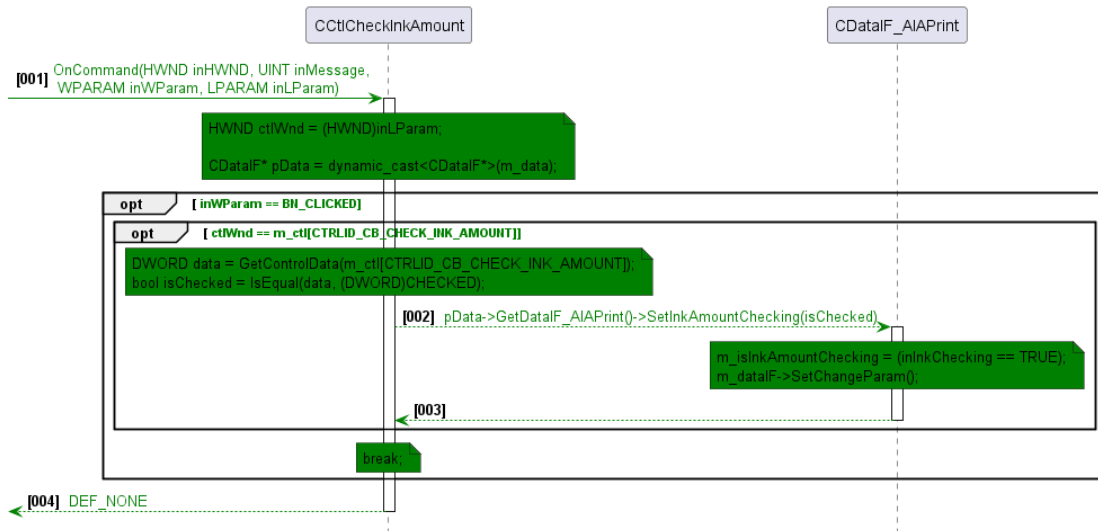 CCtlCheckInkAmount
CDataIF_AIAPrint
[001] OnCommand(HWND inHWND, UINT inMessage,
WPARAM inWParam, LPARAM inLParam)
HWND ctlWnd = (HWND)inLParam;
CDataIF* pData = dynamic_cast<CDataIF*>(m_data);
opt [ inWParam == BN_CLICKED]
opt [ ctlWnd == m_ctl[CTRLID_CB_CHECK_INK_AMOUNT]]
DWORD data = GetControlData(m_ctl[CTRLID_CB_CHECK_INK_AMOUNT]);
bool isChecked = IsEqual(data, (DWORD)CHECKED);
[002] pData->GetDataIF_AIAPrint()->SetInkAmountChecking(isChecked)
m_isInkAmountChecking = (inInkChecking == TRUE);
m_dataIF->SetChangeParam();
[003]
break;
[004] DEF_NONE